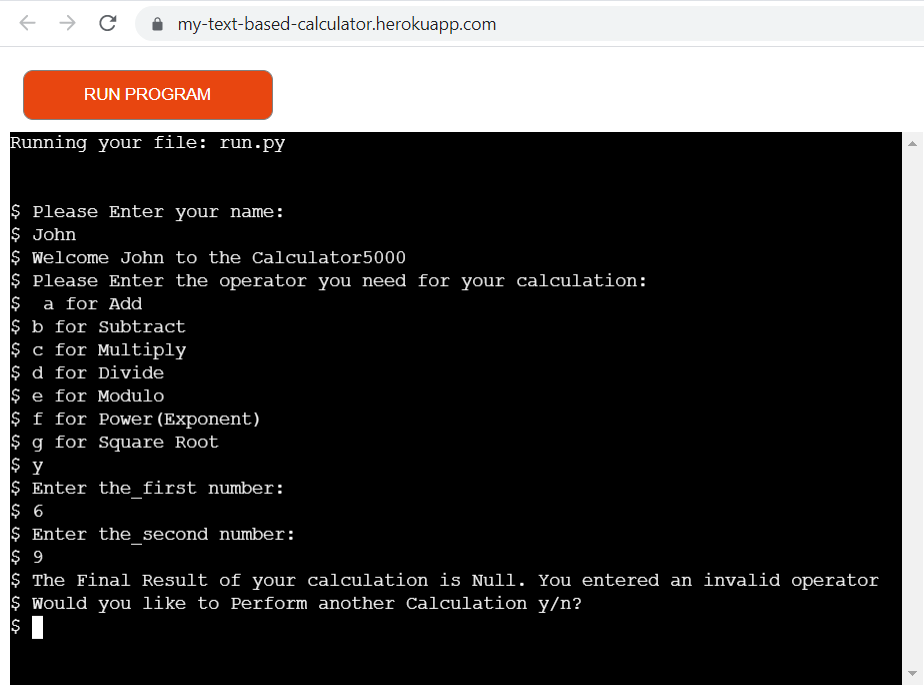 my-text-based-calculator.herokuapp.com
RUN PROGRAM
Running your file: run.py
$ Please Enter your name:
$ John
$ Welcome John to the Calculator5000
$ Please Enter the operator you need for your calculation:
$  a for Add
$ b for Subtract
$ c for Multiply
$ d for Divide
$ e for Modulo
$ f for Power(Exponent)
$ g for Square Root
$ y
$ Enter the_first number:
$ 6
$ Enter the_second number:
$ 9
$ The Final Result of your calculation is Null. You entered an invalid operator
$ Would you like to Perform another Calculation y/n?
$